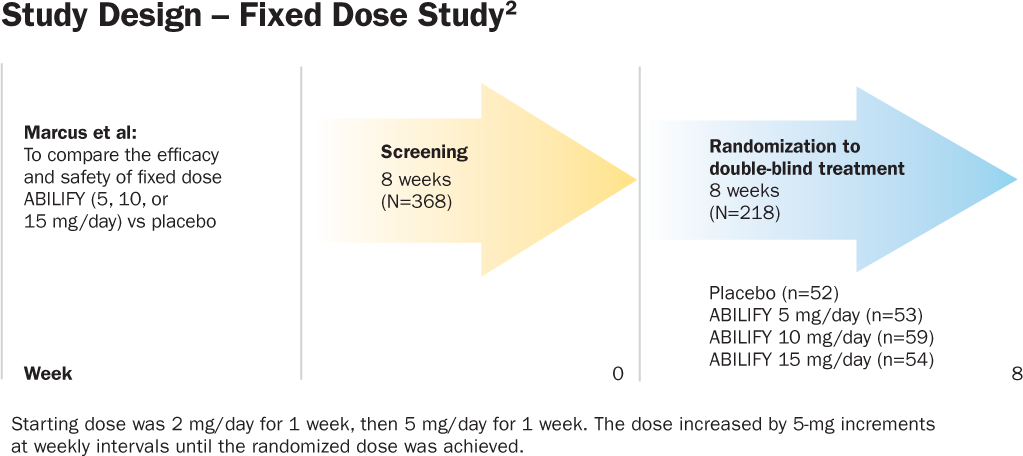 Study Design – Fixed Dose Study²
Marcus et al:
To compare the efficacy
and safety of fixed dose
ABILIFY (5, 10, or
15 mg/day) vs placebo
Screening
8 weeks
(N=368)
Randomization to
double-blind treatment
8 weeks
(N=218)
Placebo (n=52)
ABILIFY 5 mg/day (n=53)
ABILIFY 10 mg/day (n=59)
ABILIFY 15 mg/day (n=54)
Week
0
8
Starting dose was 2 mg/day for 1 week, then 5 mg/day for 1 week. The dose increased by 5-mg increments
at weekly intervals until the randomized dose was achieved.